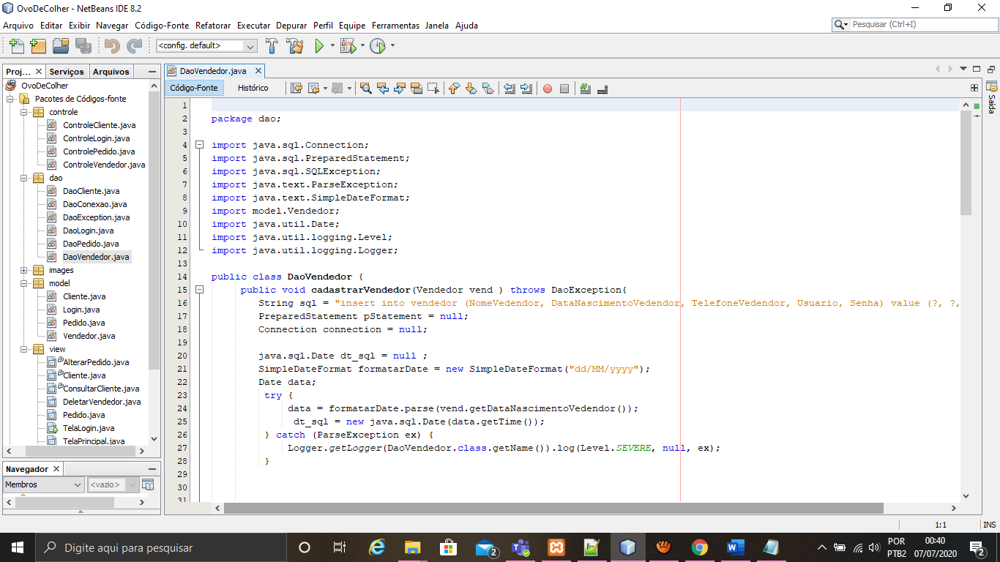 OvoDeColher - NetBeans IDE 8.2
Arquivo Editar Exibir Navegar Código-Fonte Refatorar Executar Depurar Perfil Equipe Ferramentas Janela Ajuda
Pesquisar (Ctrl+I)
<config. default>
Proj... Serviços Arquivos
OvoDeColher
Pacotes de Códigos-fonte
controle
ControleCliente.java
ControleLogin.java
ControlePedido.java
ControleVendedor.java
dao
DaoCliente.java
DaoConexao.java
DaoException.java
DaoLogin.java
DaoPedido.java
DaoVendedor.java
images
model
Cliente.java
Login.java
Pedido.java
Vendedor.java
view
AlterarPedido.java
Cliente.java
ConsultarCliente.java
DeletarVendedor.java
Pedido.java
TelaLogin.java
TelaPrincipal.java
Navegador
Membros <vazio>
DaoVendedor.java
Código-Fonte Histórico
Saída
1
2 package dao;
3
4 import java.sql.Connection;
5 import java.sql.PreparedStatement;
6 import java.sql.SQLException;
7 import java.text.ParseException;
8 import java.text.SimpleDateFormat;
9 import model.Vendedor;
10 import java.util.Date;
11 import java.util.logging.Level;
12 import java.util.logging.Logger;
13
14 public class DaoVendedor {
15 public void cadastrarVendedor(Vendedor vend ) throws DaoException{
16 String sql = "insert into vendedor (NomeVedendor, DataNascimentoVedendor, TelefoneVedendor, Usuario, Senha) value (?, ?,
17 PreparedStatement pStatement = null;
18 Connection connection = null;
19
20 java.sql.Date dt_sql = null ;
21 SimpleDateFormat formatarDate = new SimpleDateFormat("dd/MM/yyyy");
22 Date data;
23 try {
24 data = formatarDate.parse(vend.getDataNascimentoVedendor());
25 dt_sql = new java.sql.Date(data.getTime());
26 } catch (ParseException ex) {
27 Logger.getLogger(DaoVendedor.class.getName()).log(Level.SEVERE, null, ex);
28 }
29
30
31
1:1 INS
Digite aqui para pesquisar
2
POR
PTB2
00:40
07/07/2020
2